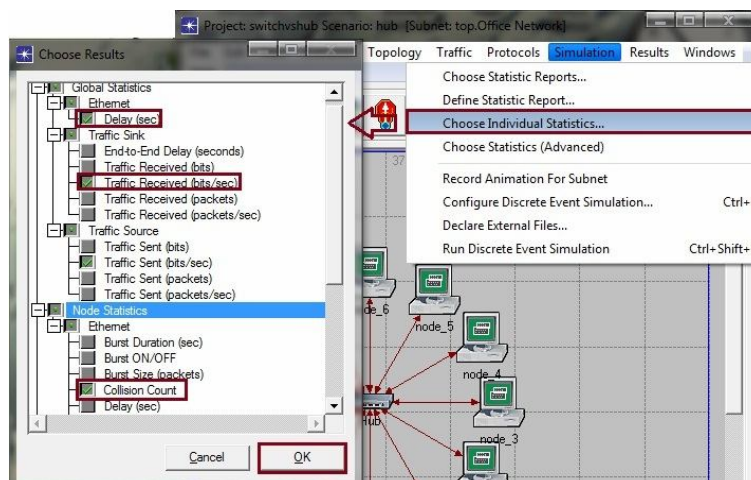 Project: switchvshub Scenario: hub [Subnet: top.Office Network]
Choose Results
Topology Traffic Protocols Simulation Results Windows
Choose Statistic Reports...
Define Statistic Report...
Choose Individual Statistics...
Choose Statistics (Advanced)
Record Animation For Subnet
Configure Discrete Event Simulation... Ctrl+
Declare External Files...
Run Discrete Event Simulation Ctrl+Shift+
Global Statistics
Ethernet
Delay (sec)
Traffic Sink
End-to-End Delay (seconds)
Traffic Received (bits)
Traffic Received (bits/sec)
Traffic Received (packets)
Traffic Received (packets/sec)
Traffic Source
Traffic Sent (bits)
Traffic Sent (bits/sec)
Traffic Sent (packets)
Traffic Sent (packets/sec)
Node Statistics
Ethernet
Burst Duration (sec)
Burst ON/OFF
Burst Size (packets)
Collision Count
Delay (sec)
Cancel OK
37
de_6
node_5
node_4
node_3
Hub